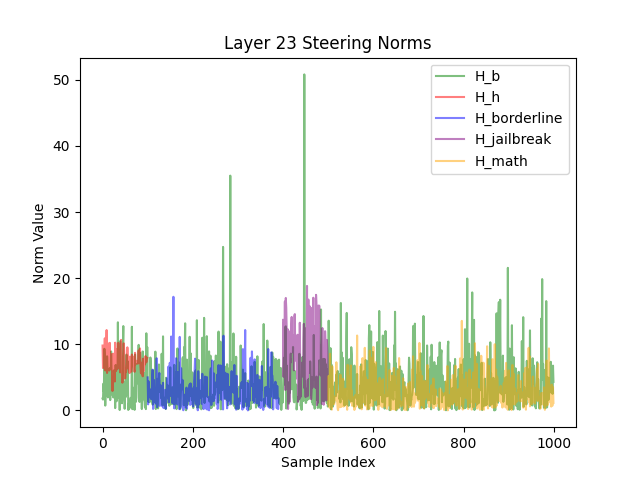 Layer 23 Steering Norms
Norm Value
50
40
30
20
10
0
H_b
H_h
H_borderline
H_jailbreak
H_math
0 200 400 600 800 1000
Sample Index